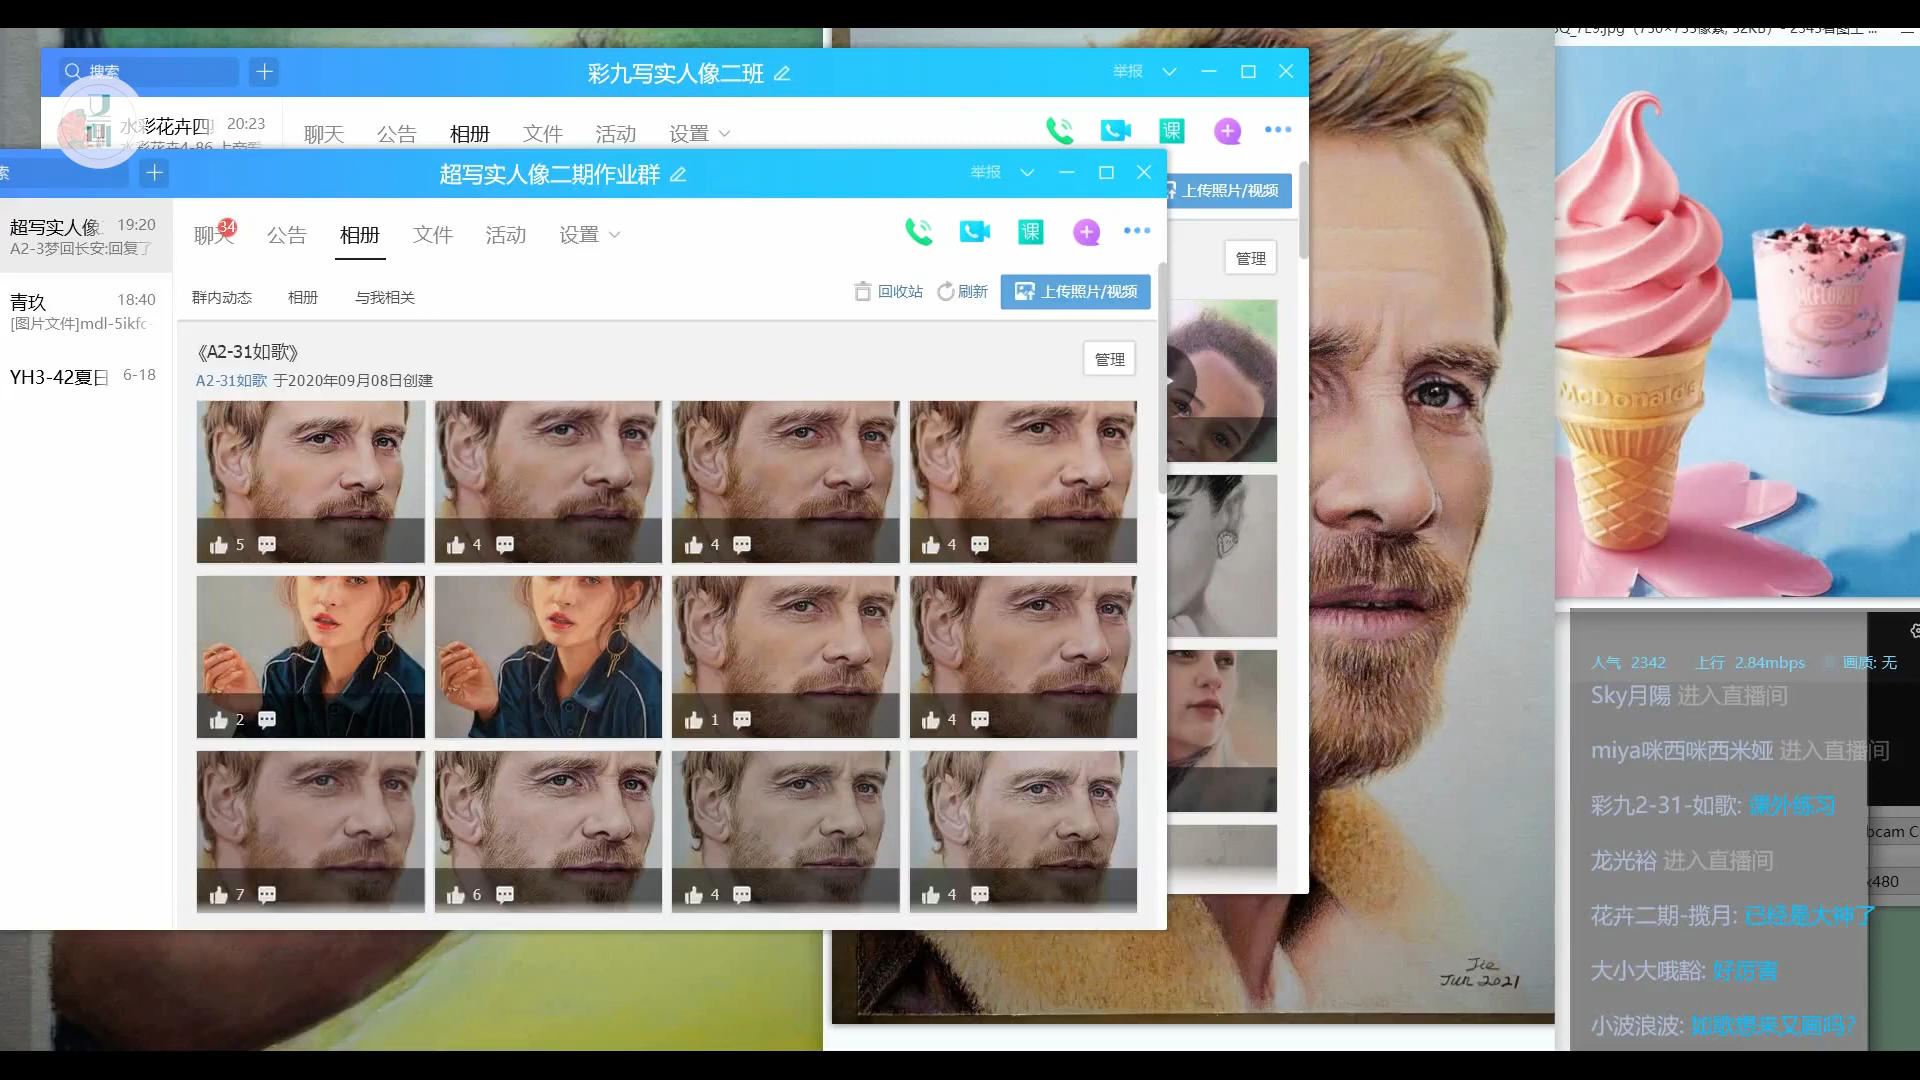 搜索
彩九写实人像二班
举报
水彩花卉四
20:23
聊天 公告 相册 文件 活动 设置
课
上传照片/视频
管理
索
超写实人像二期作业群
举报
超写实人像
19:20
A2-3梦回长安:回复了
青玖
18:40
[图片文件]mdl-5ikfc
YH3-42夏日
6-18
聊天 34 公告 相册 文件 活动 设置
课
群内动态 相册 与我相关
回收站 刷新 上传照片/视频
《A2-31如歌》
管理
A2-31如歌 于2020年09月08日创建
5
4
4
4
2
1
4
7
6
4
4
McDonald's
MCFLURRY
Jie
Jun 2021
人气 2342 上行 2.84mbps 画质: 无
Sky月陽 进入直播间
miya咪西咪西米娅 进入直播间
彩九2-31-如歌: 课外练习
龙光裕 进入直播间
花卉二期-揽月: 已经是大神了
大小大哦豁: 好厉害
小波浪波: 如歌想来又画吗?
bcam C
x480